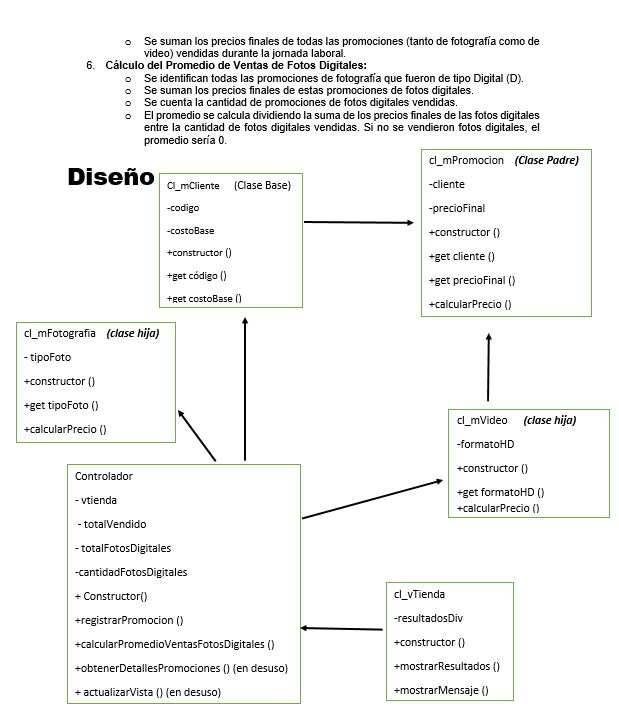 o Se suman los precios finales de todas las promociones (tanto de fotografía como de
video) vendidas durante la jornada laboral.
6. Cálculo del Promedio de Ventas de Fotos Digitales:
o Se identifican todas las promociones de fotografía que fueron de tipo Digital (D).
o Se suman los precios finales de estas promociones de fotos digitales.
o Se cuenta la cantidad de promociones de fotos digitales vendidas.
o El promedio se calcula dividiendo la suma de los precios finales de las fotos digitales
entre la cantidad de fotos digitales vendidas. Si no se vendieron fotos digitales, el
promedio sería 0.
Diseño
Cl_mCliente (Clase Base)
-codigo
-costoBase
+constructor ()
+get código ()
+get costoBase ()
cl_mPromocion (Clase Padre)
-cliente
-precioFinal
+constructor ()
+get cliente ()
+get precioFinal ()
+calcularPrecio ()
cl_mFotografia (clase hija)
- tipoFoto
+constructor ()
+get tipoFoto ()
+calcularPrecio ()
cl_mVideo (clase hija)
-formatoHD
+constructor ()
+get formatoHD ()
+calcularPrecio ()
Controlador
- vtienda
- totalVendido
- totalFotosDigitales
-cantidadFotosDigitales
+ Constructor()
+registrarPromocion ()
+calcularPromedioVentasFotosDigitales ()
+obtenerDetallesPromociones () (en desuso)
+ actualizarVista () (en desuso)
cl_vTienda
-resultadosDiv
+constructor ()
+mostrarResultados ()
+mostrarMensaje ()